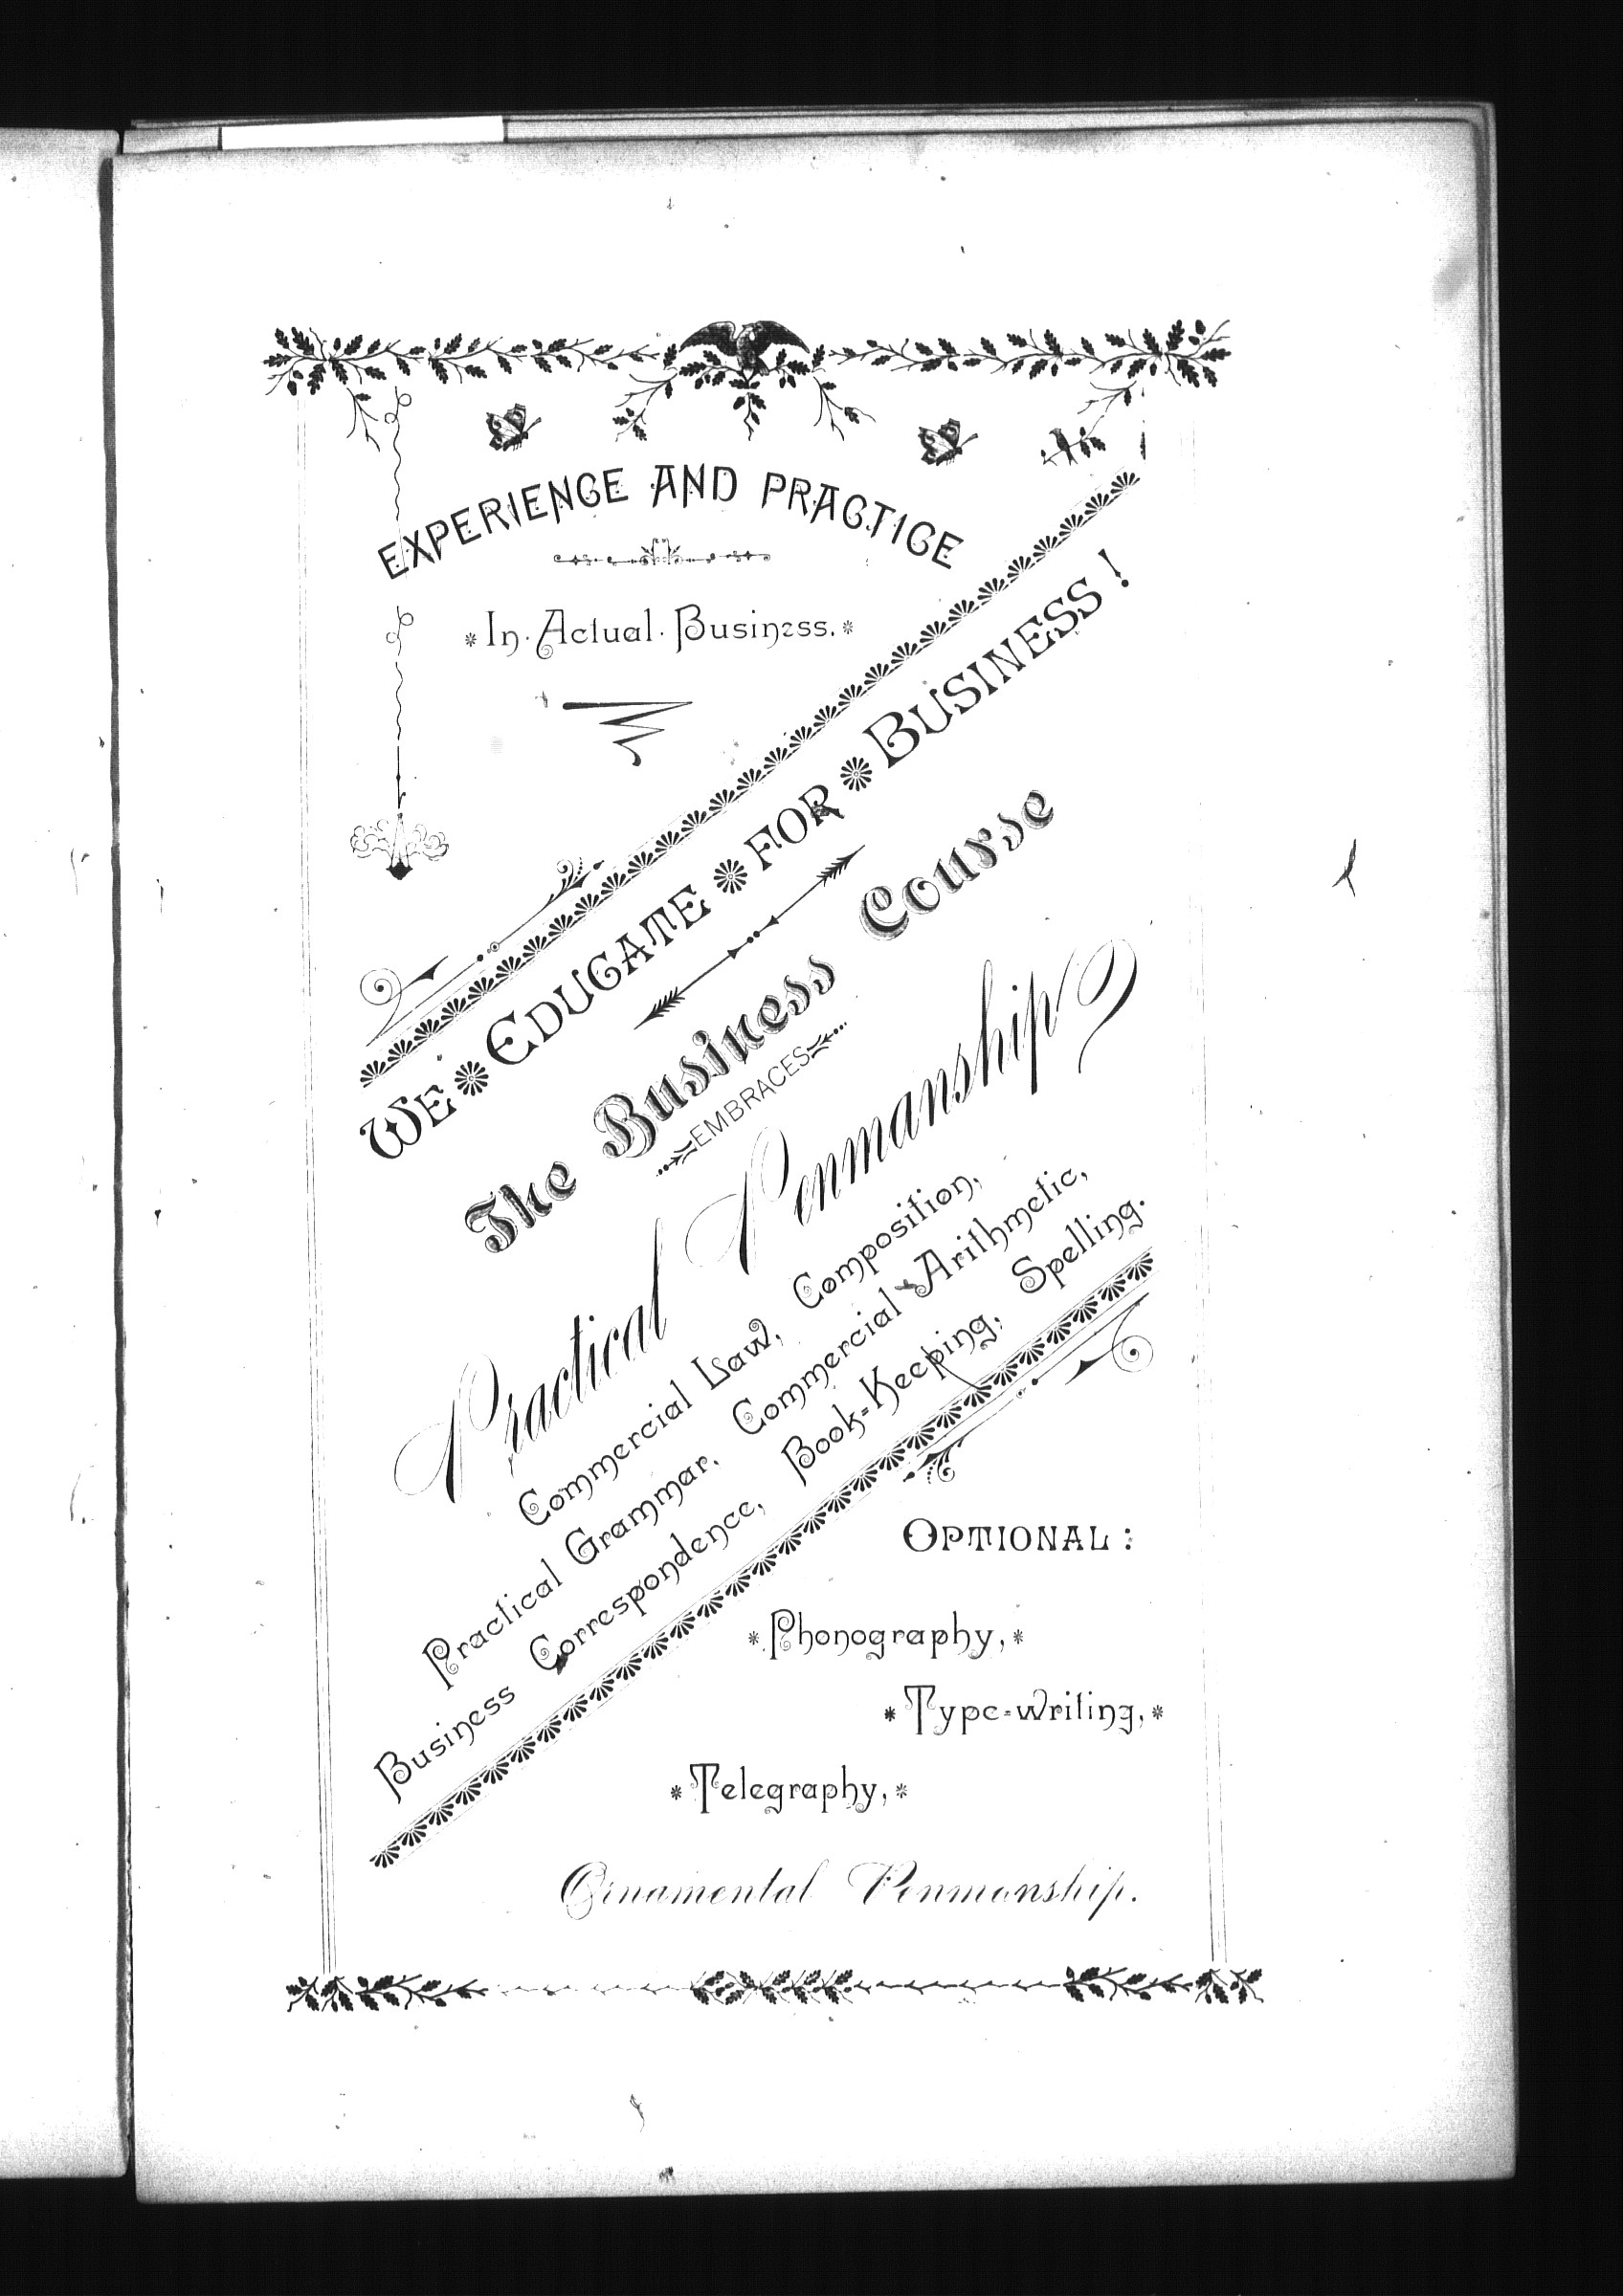 EXPERIENCE AND PRACTICE
In Actual Business.
WE EDUCATE FOR BUSINESS!
The Business Course
EMBRACES
Practical Penmanship
Commercial Law, Composition,
Practical Grammar, Commercial Arithmetic,
Business Correspondence, Book-Keeping, Spelling.
OPTIONAL:
Phonography,
Type-Writing,
Telegraphy,
Ornamental Penmanship.